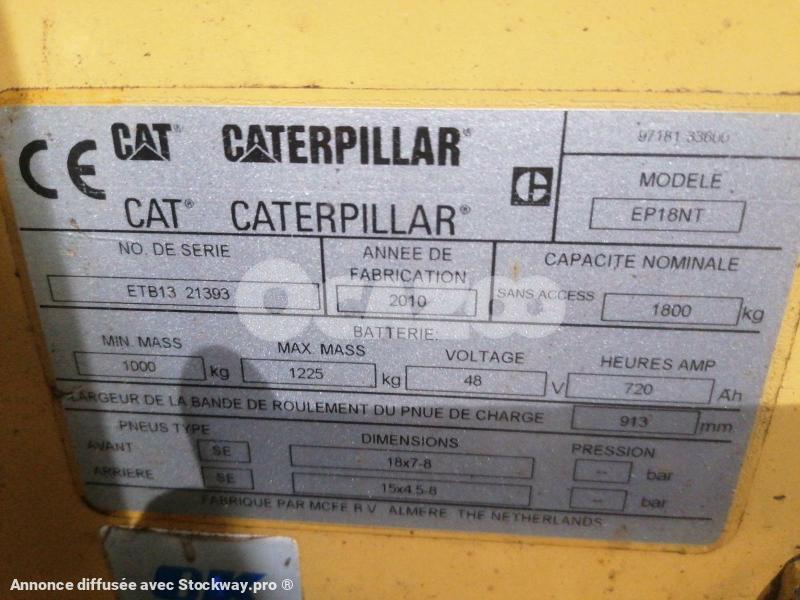 CE CAT® CATERPILLAR®
CAT® CATERPILLAR®
97181 33600
MODELE
EP18NT
NO. DE SERIE
ETB13 21393
ANNEE DE
FABRICATION
2010
CAPACITE NOMINALE
SANS ACCESS 1800 kg
OCAZOO
BATTERIE:
MIN. MASS MAX. MASS VOLTAGE HEURES AMP
1000 kg 1225 kg 48 V 720 Ah
LARGEUR DE LA BANDE DE ROULEMENT DU PNUE DE CHARGE 913 mm
PNEUS TYPE DIMENSIONS PRESSION
AVANT SE 18x7-8 -- bar
ARRIERE SE 15x4.5-8 -- bar
FABRIQUE PAR MCFE B.V. ALMERE THE NETHERLANDS
Annonce diffusée avec Stockway.pro ®